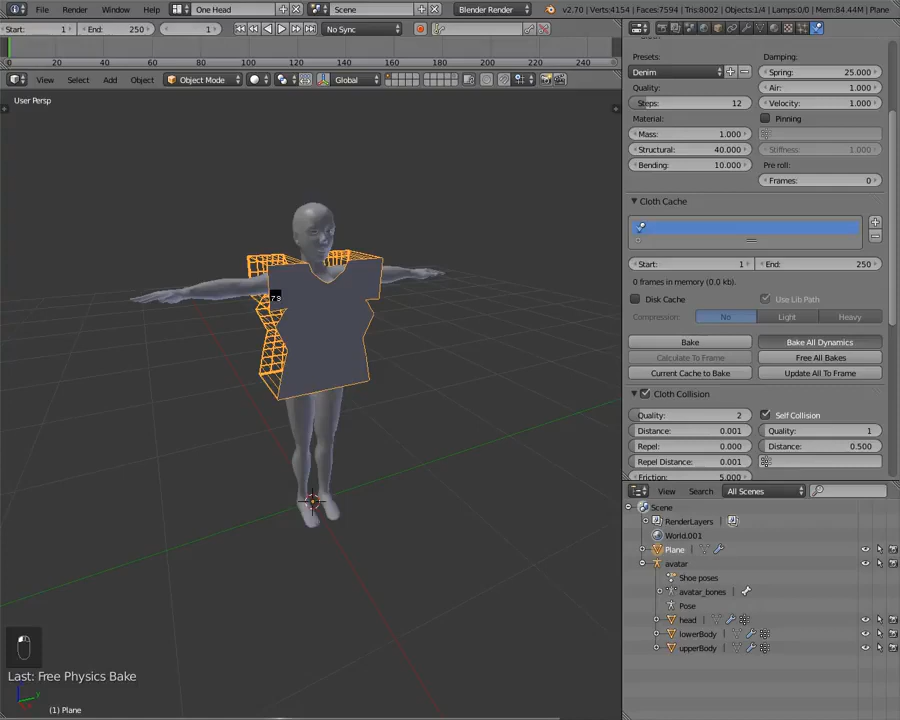 File Render Window Help One Head Scene Blender Render v2.70 | Verts:4154 | Faces:7594 | Tris:8002 | Objects:1/4 | Lamps:0/0 | Mem:84.44M | Plane
Start: 1 End: 250 1 No Sync
0 20 40 60 80 100 120 140 160 180 200 220 240
View Select Add Object Object Mode Global
User Persp
79
Last: Free Physics Bake
(1) Plane
Presets: Damping:
Denim Spring: 25.000
Quality: Air: 1.000
Steps: 12 Velocity: 1.000
Material: Pinning
Mass: 1.000
Structural: 40.000 Stiffness: 1.000
Bending: 10.000 Pre roll:
Frames: 0
Cloth Cache
Start: 1 End: 250
0 frames in memory (0.0 kb).
Disk Cache Use Lib Path
Compression: No Light Heavy
Bake Bake All Dynamics
Calculate To Frame Free All Bakes
Current Cache to Bake Update All To Frame
Cloth Collision
Quality: 2 Self Collision
Distance: 0.001 Quality: 1
Repel: 0.000 Distance: 0.500
Repel Distance: 0.001
Friction: 5.000
View Search All Scenes
Scene
RenderLayers
World.001
Plane
avatar
Shoe poses
avatar_bones
Pose
head
lowerBody
upperBody